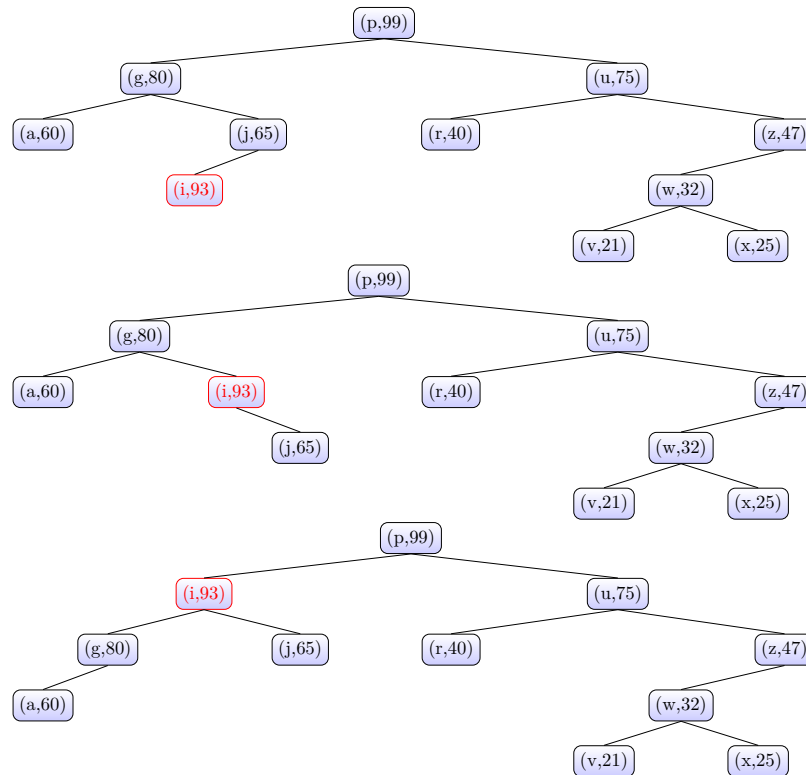 (p,99)
(g,80) (u,75)
(a,60) (j,65) (r,40) (z,47)
(i,93) (w,32)
(v,21) (x,25)
(p,99)
(g,80) (u,75)
(a,60) (i,93) (r,40) (z,47)
(j,65) (w,32)
(v,21) (x,25)
(p,99)
(i,93) (u,75)
(g,80) (j,65) (r,40) (z,47)
(a,60) (w,32)
(v,21) (x,25)